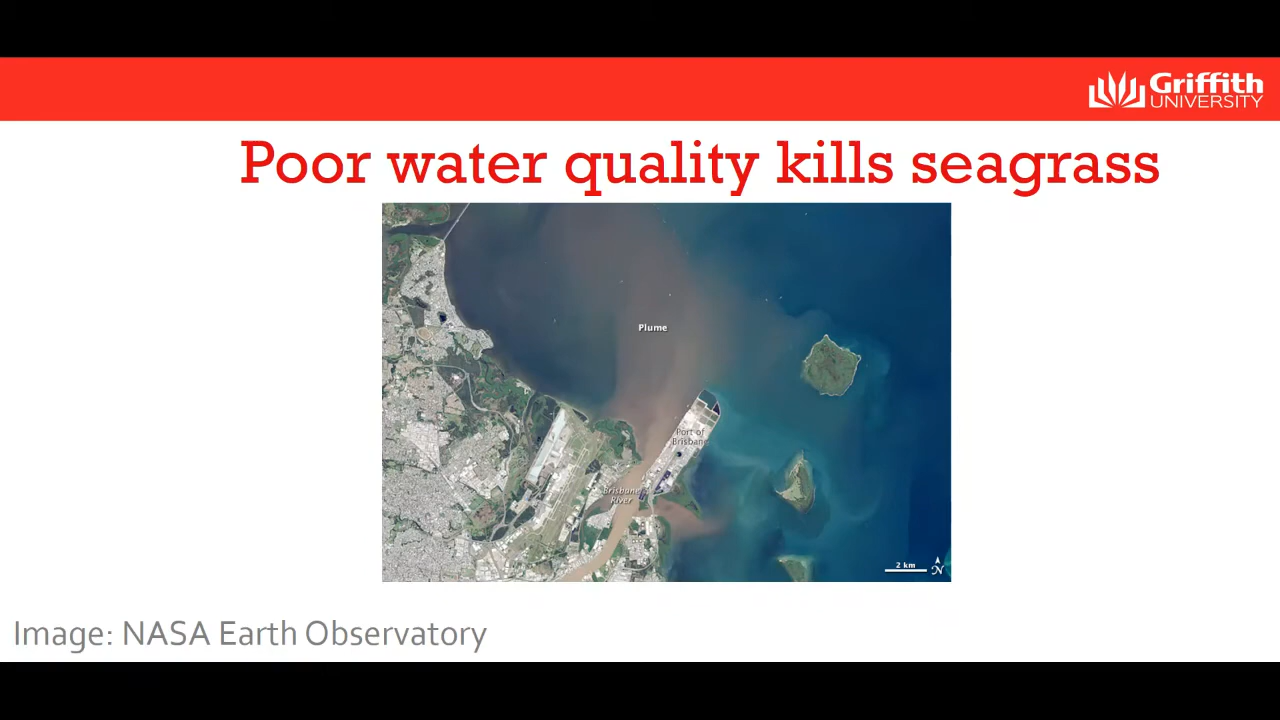 Griffith
UNIVERSITY
Poor water quality kills seagrass
Plume
Port of
Brisbane
Brisbane
River
2 km
N
Image: NASA Earth Observatory